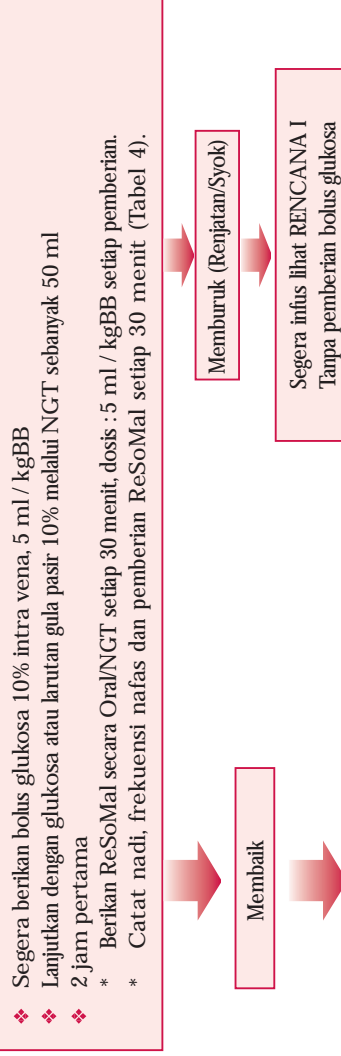 ❖ Segera berikan bolus glukosa 10% intra vena, 5 ml / kgBB
❖ Lanjutkan dengan glukosa atau larutan gula pasir 10% melalui NGT sebanyak 50 ml
❖ 2 jam pertama
* Berikan ReSoMal secara Oral/NGT setiap 30 menit, dosis : 5 ml / kgBB setiap pemberian.
* Catat nadi, frekuensi nafas dan pemberian ReSoMal setiap 30 menit (Tabel 4).
Membaik
Memburuk (Renjatan/Syok)
Segera infus lihat RENCANA I
Tanpa pemberian bolus glukosa